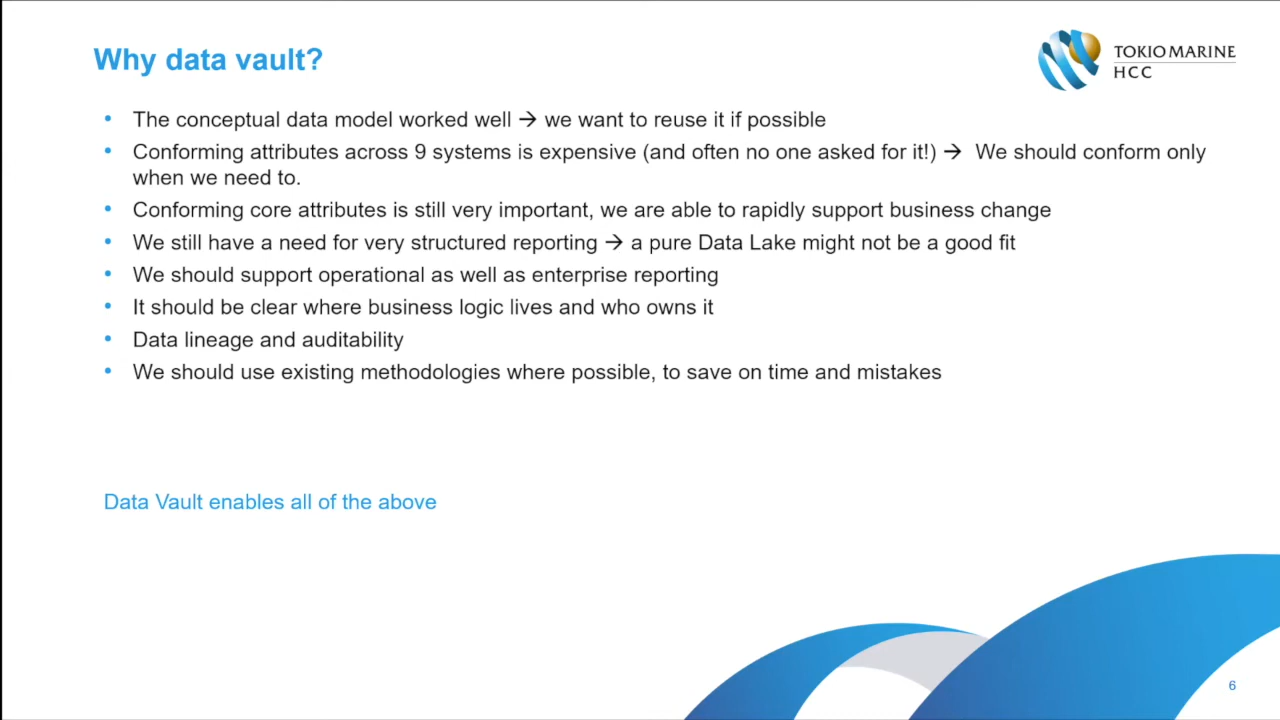 Why data vault?
TOKIO MARINE
HCC
• The conceptual data model worked well → we want to reuse it if possible
• Conforming attributes across 9 systems is expensive (and often no one asked for it!) → We should conform only
when we need to.
• Conforming core attributes is still very important, we are able to rapidly support business change
• We still have a need for very structured reporting → a pure Data Lake might not be a good fit
• We should support operational as well as enterprise reporting
• It should be clear where business logic lives and who owns it
• Data lineage and auditability
• We should use existing methodologies where possible, to save on time and mistakes
Data Vault enables all of the above
6